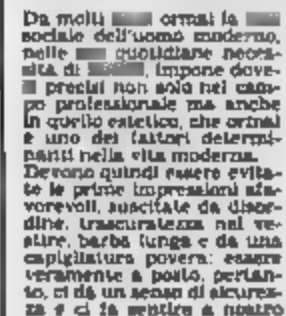 Da molti ormai la
sociale dell'uomo moderno,
nelle quotidiane neces-
sità di , impone dove-
precisi non solo nel cam-
po professionale ma anche
in quello estetico, che ormai
è uno dei fattori determi-
nanti nella vita moderna.
Devono quindi essere evita-
te le prime impressioni sfa-
vorevoli, suscitate da disor-
dine, trascuratezza nel ve-
stire, barba lunga e da una
capigliatura povera: essere
veramente a posto, pertan-
to, ci dà un senso di sicurez-
za e ci fa sentire a nostro